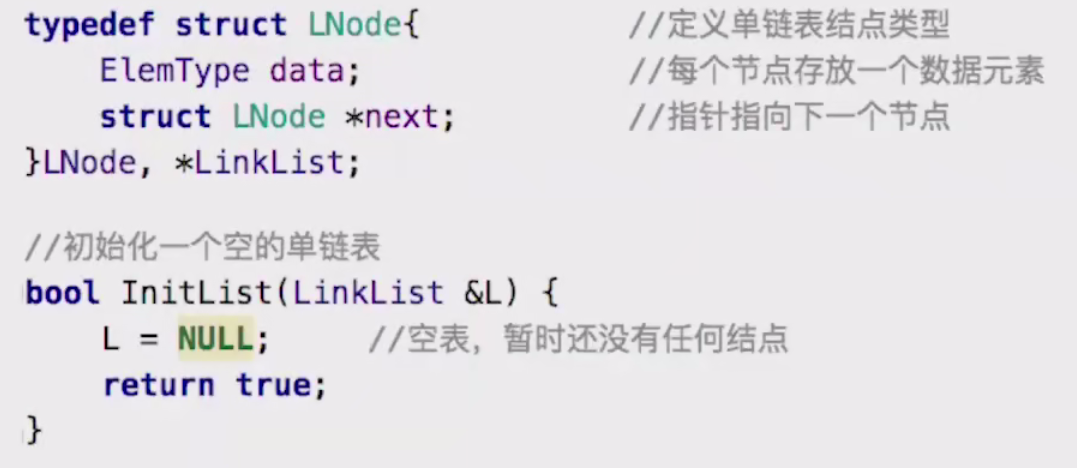 typedef struct LNode{ //定义单链表结点类型
ElemType data; //每个节点存放一个数据元素
struct LNode *next; //指针指向下一个节点
}LNode, *LinkList;
//初始化一个空的单链表
bool InitList(LinkList &L) {
L = NULL; //空表，暂时还没有任何结点
return true;
}